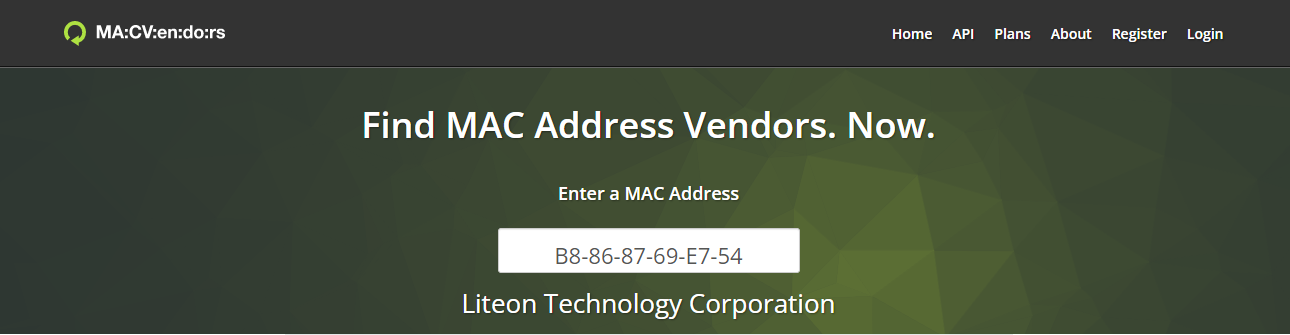 MA:CV:en:do:rs
Home API Plans About Register Login
Find MAC Address Vendors. Now.
Enter a MAC Address
B8-86-87-69-E7-54
Liteon Technology Corporation